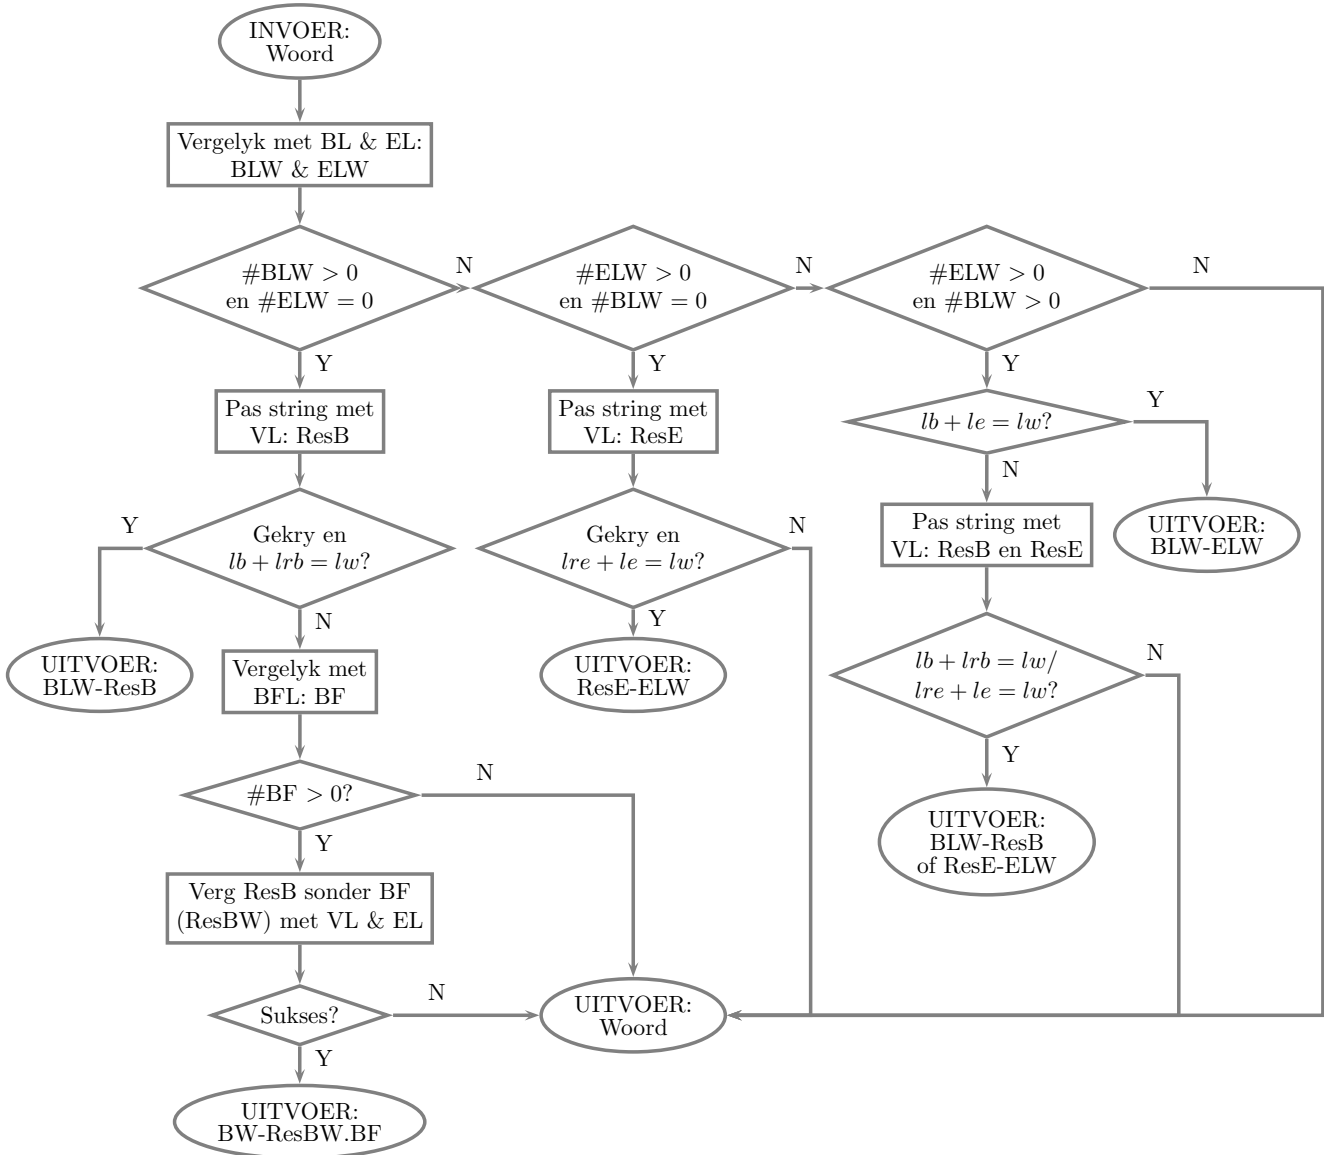 INVOER:
Woord
Vergelyk met BL & EL:
BLW & ELW
#BLW > 0
en #ELW = 0
N
#ELW > 0
en #BLW = 0
N
#ELW > 0
en #BLW > 0
N
Y
Y
Y
Pas string met
VL: ResB
Pas string met
VL: ResE
lb + le = lw?
Y
N
Gekry en
lb + lrb = lw?
Y
N
Gekry en
lre + le = lw?
N
Y
Pas string met
VL: ResB en ResE
UITVOER:
BLW-ELW
UITVOER:
BLW-ResB
Vergelyk met
BFL: BF
UITVOER:
ResE-ELW
lb + lrb = lw/
lre + le = lw?
N
Y
#BF > 0?
N
Y
UITVOER:
BLW-ResB
of ResE-ELW
Verg ResB sonder BF
(ResBW) met VL & EL
Sukses?
N
Y
UITVOER:
Woord
UITVOER:
BW-ResBW.BF